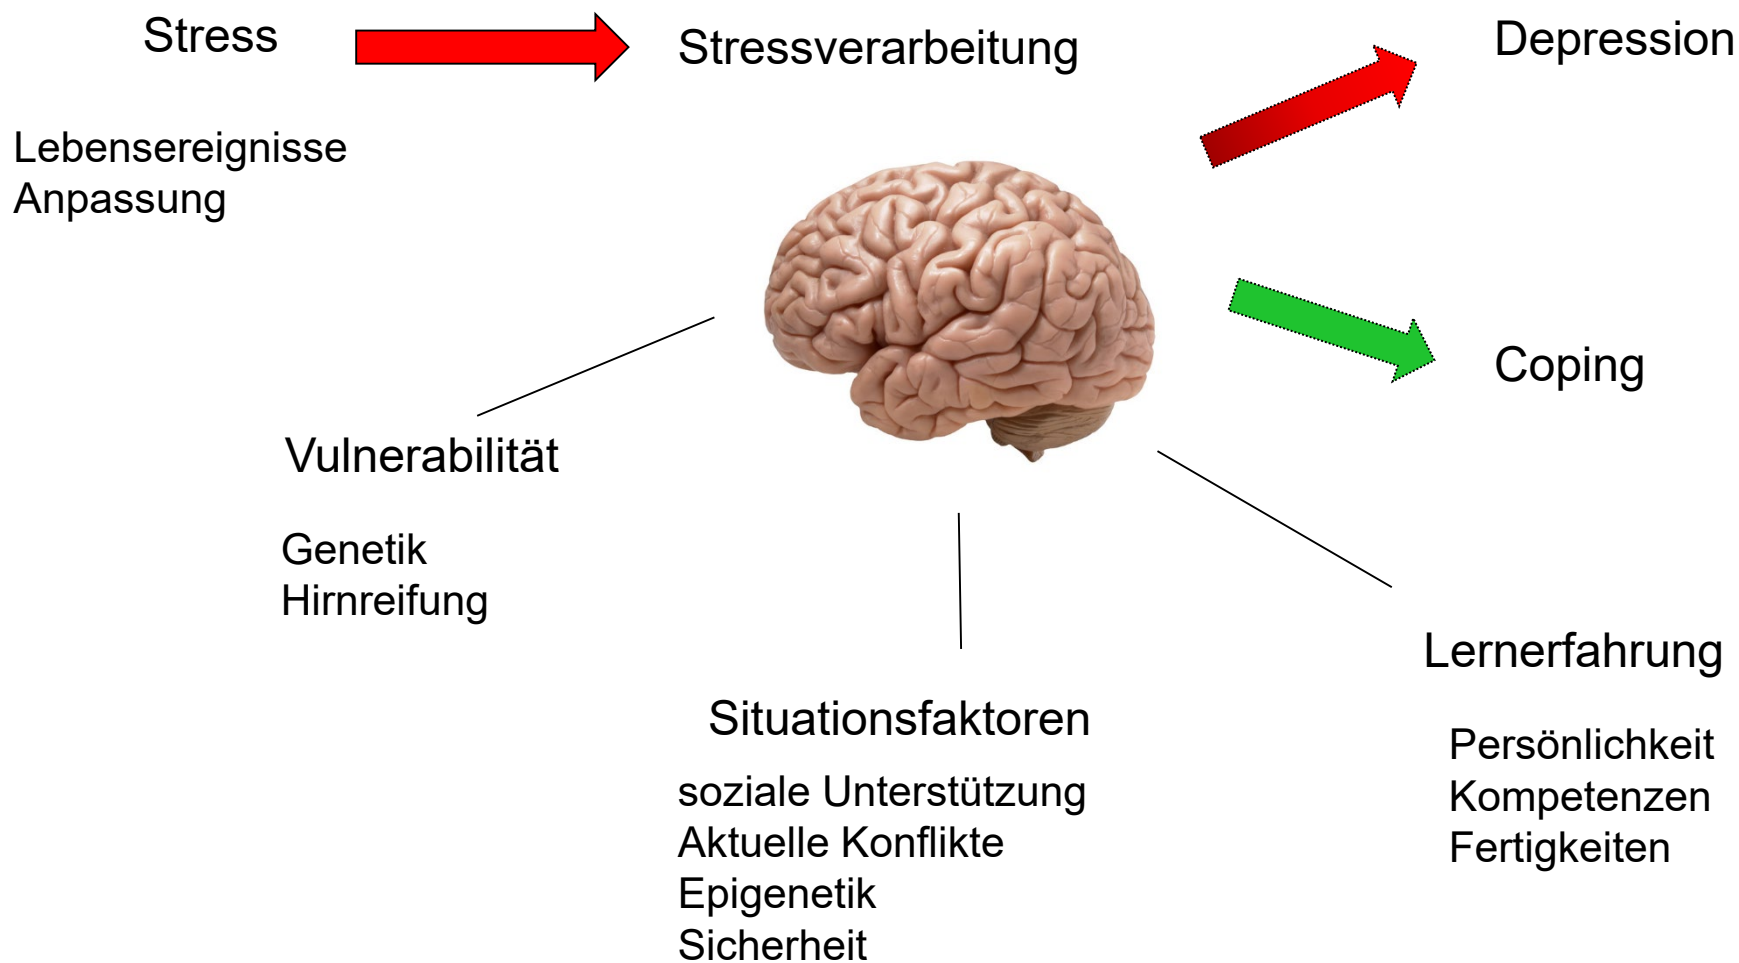 Stress
Stressverarbeitung
Depression
Lebensereignisse
Anpassung
Coping
Vulnerabilität
Genetik
Hirnreifung
Situationsfaktoren
soziale Unterstützung
Aktuelle Konflikte
Epigenetik
Sicherheit
Lernerfahrung
Persönlichkeit
Kompetenzen
Fertigkeiten